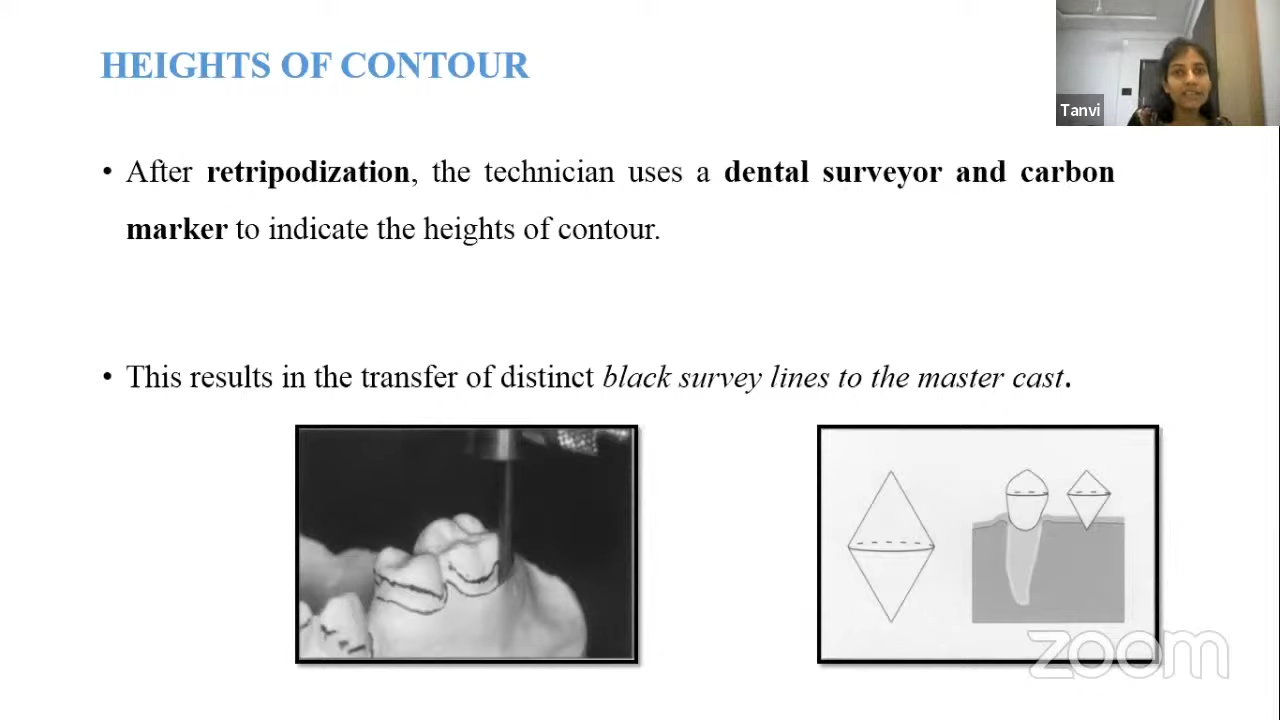 HEIGHTS OF CONTOUR
Tanvi
• After retripodization, the technician uses a dental surveyor and carbon
marker to indicate the heights of contour.
• This results in the transfer of distinct black survey lines to the master cast.
zoom